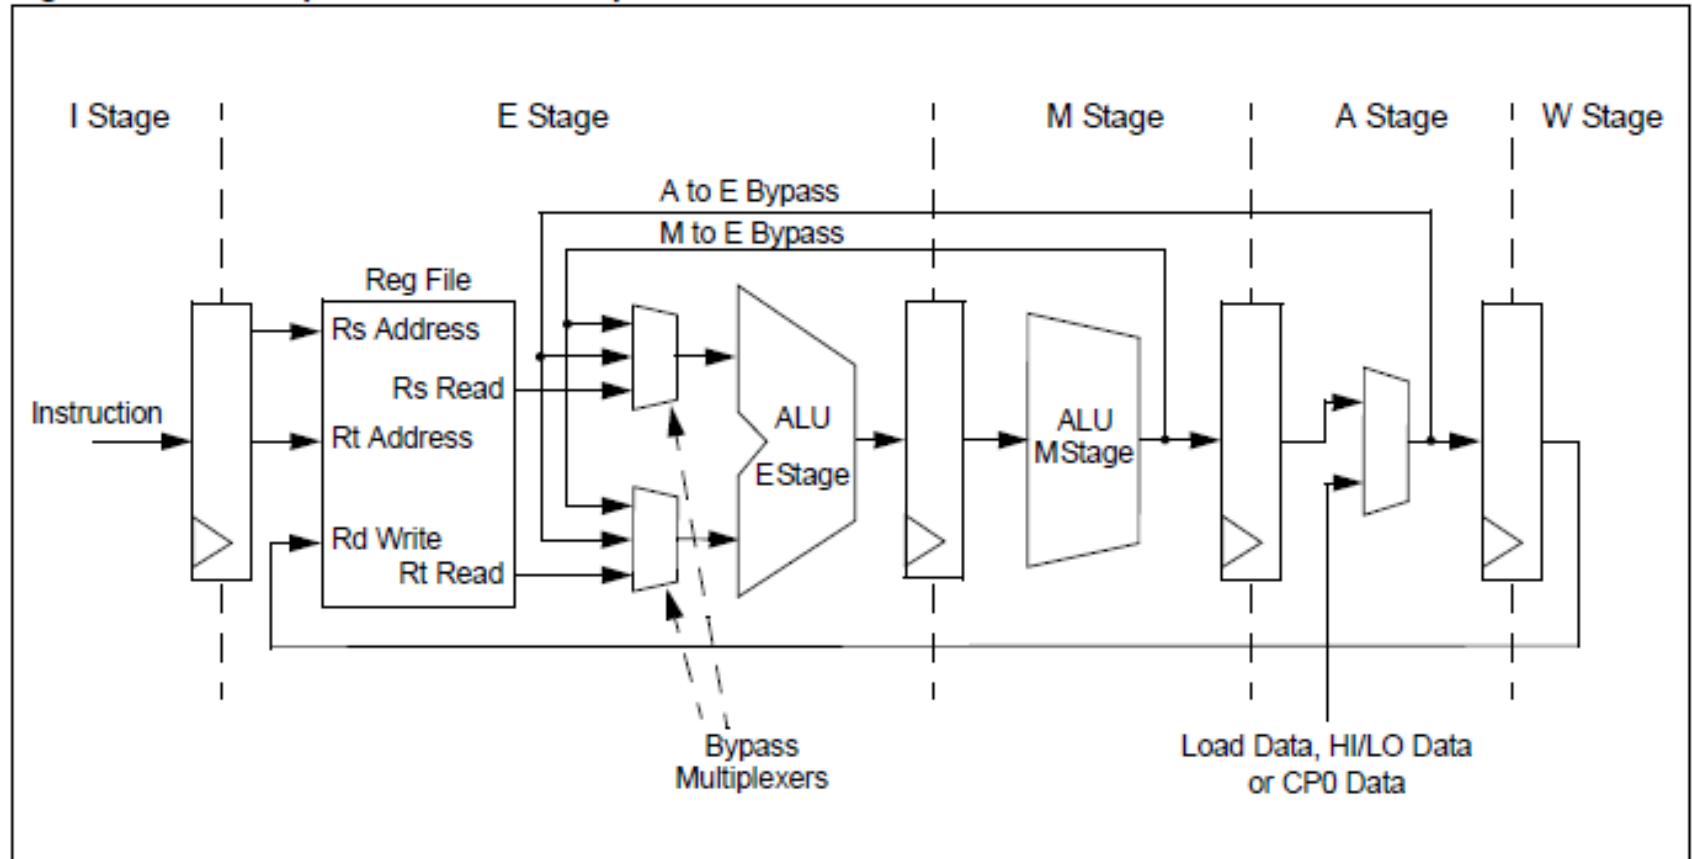 I Stage
E Stage
M Stage
A Stage
W Stage
A to E Bypass
M to E Bypass
Reg File
Rs Address
Rs Read
Instruction
Rt Address
ALU
EStage
ALU
MStage
Rd Write
Rt Read
Bypass
Multiplexers
Load Data, HI/LO Data
or CP0 Data